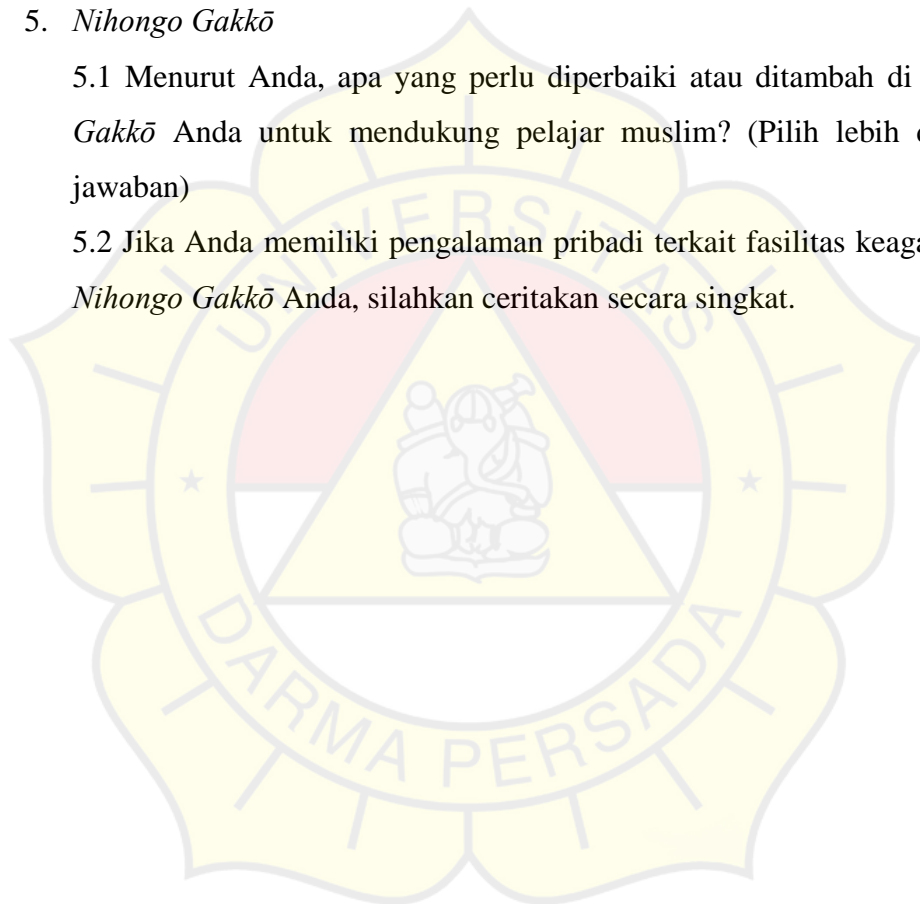 5. Nihongo Gakkō
5.1 Menurut Anda, apa yang perlu diperbaiki atau ditambah di
Gakkō Anda untuk mendukung pelajar muslim? (Pilih lebih
jawaban)
5.2 Jika Anda memiliki pengalaman pribadi terkait fasilitas
Nihongo Gakkō Anda, silahkan ceritakan secara singkat.
UNIVERSITAS
DARMA PERSADA